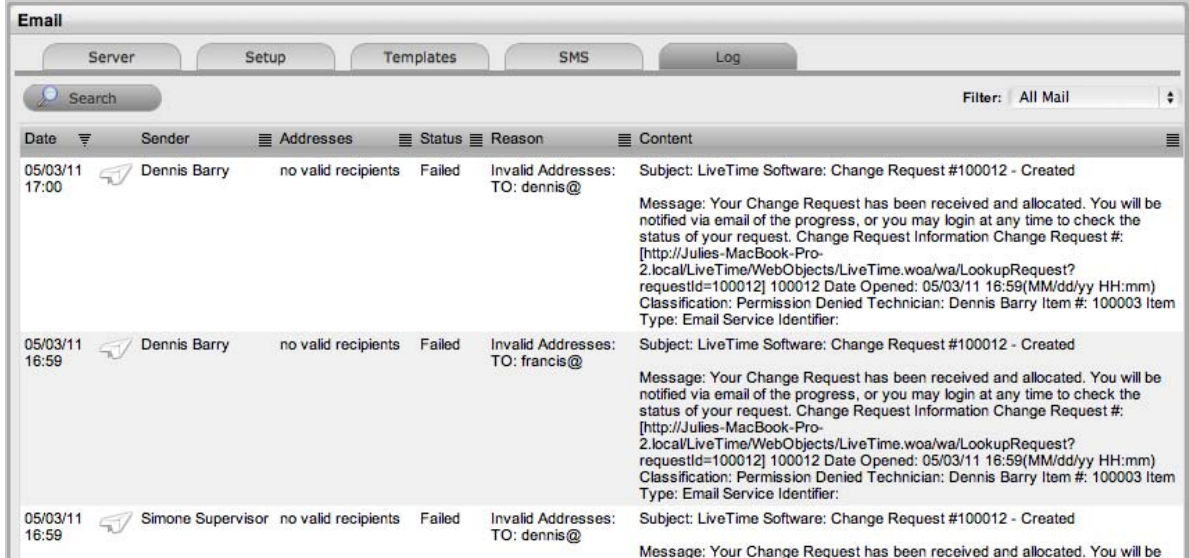 Email
Server Setup Templates SMS Log
Search Filter: All Mail
Date Sender Addresses Status Reason Content
05/03/11 Dennis Barry no valid recipients Failed Invalid Addresses: Subject: LiveTime Software: Change Request #100012 - Created
17:00 TO: dennis@
Message: Your Change Request has been received and allocated. You will be
notified via email of the progress, or you may login at any time to check the
status of your request. Change Request Information Change Request #:
[http://Julies-MacBook-Pro-
2.local/LiveTime/WebObjects/LiveTime.woa/wa/LookupRequest?
requestId=100012] 100012 Date Opened: 05/03/11 16:59(MM/dd/yy HH:mm)
Classification: Permission Denied Technician: Dennis Barry Item #: 100003 Item
Type: Email Service Identifier:
05/03/11 Dennis Barry no valid recipients Failed Invalid Addresses: Subject: LiveTime Software: Change Request #100012 - Created
16:59 TO: francis@
Message: Your Change Request has been received and allocated. You will be
notified via email of the progress, or you may login at any time to check the
status of your request. Change Request Information Change Request #:
[http://Julies-MacBook-Pro-
2.local/LiveTime/WebObjects/LiveTime.woa/wa/LookupRequest?
requestId=100012] 100012 Date Opened: 05/03/11 16:59(MM/dd/yy HH:mm)
Classification: Permission Denied Technician: Dennis Barry Item #: 100003 Item
Type: Email Service Identifier:
05/03/11 Simone Supervisor no valid recipients Failed Invalid Addresses: Subject: LiveTime Software: Change Request #100012 - Created
16:59 TO: dennis@
Message: Your Change Request has been received and allocated. You will be